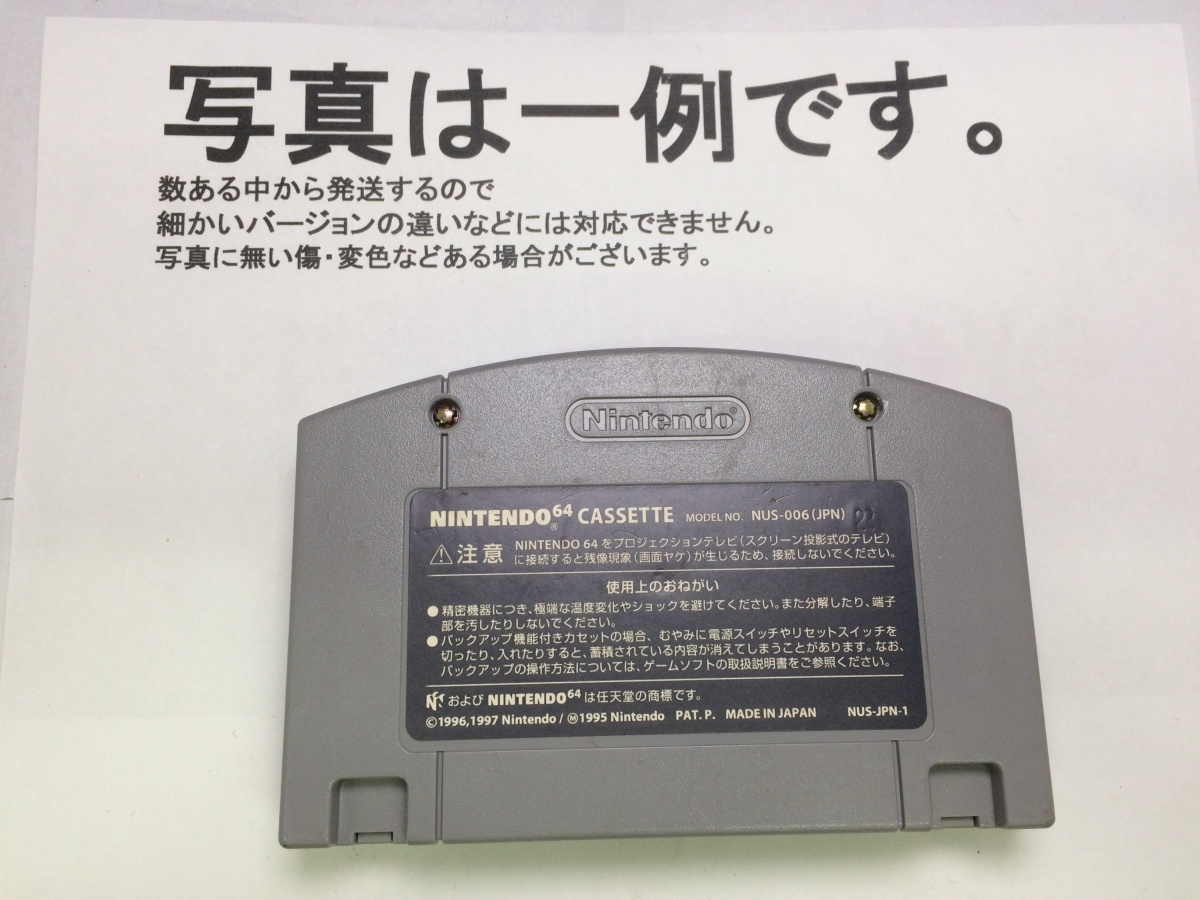 写真は一例です。
数ある中から発送するので
細かいバージョンの違いなどには対応できません。
写真に無い傷・変色などある場合がございます。
Nintendo®
NINTENDO64® CASSETTE MODEL NO. NUS-006(JPN) 22
⚠注意 NINTENDO 64 をプロジェクションテレビ(スクリーン投影式のテレビ)
に接続すると残像現象(画面ヤケ)が生じるため、接続しないでください。
使用上のおねがい
●精密機器につき、極端な温度変化やショックを避けてください。また分解したり、端子
部を汚したりしないでください。
●バックアップ機能付きカセットの場合、むやみに電源スイッチやリセットスイッチを
切ったり、入れたりすると、蓄積されている内容が消えてしまうことがあります。なお、
バックアップの操作方法については、ゲームソフトの取扱説明書をご参照ください。
および NINTENDO64 は任天堂の商標です。
©1996,1997 Nintendo / Ⓜ1995 Nintendo PAT. P. MADE IN JAPAN NUS-JPN-1